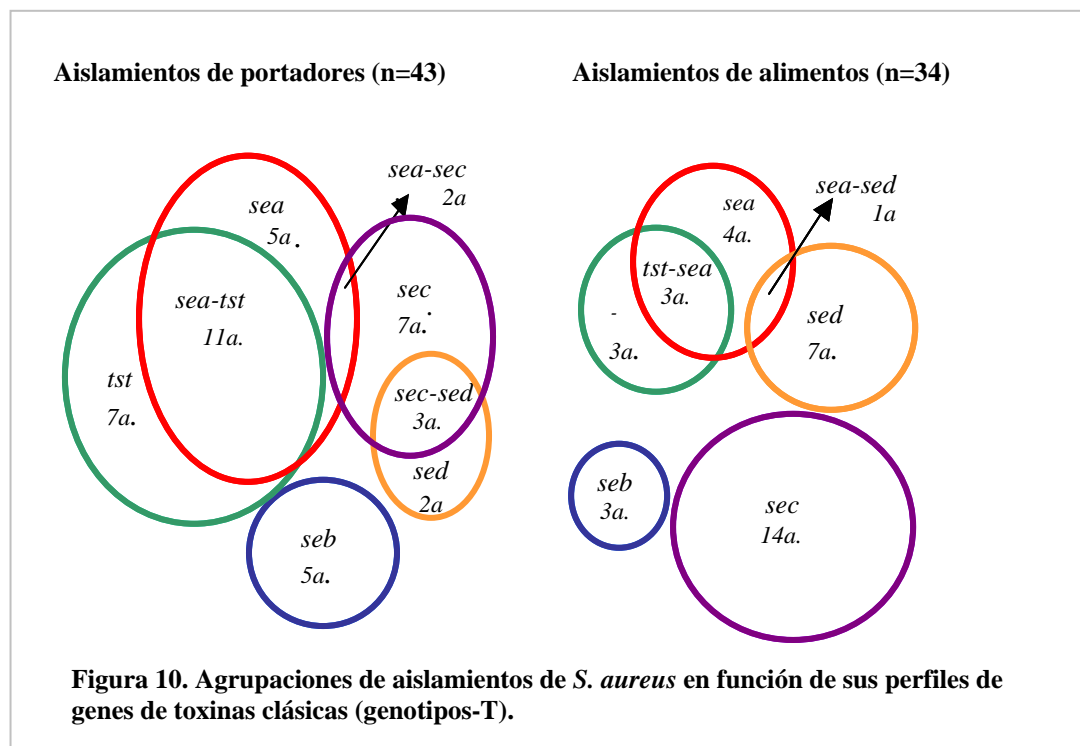 Aislamientos de portadores (n=43)
sea-sec
2a
sea
5a.
sea-tst
11a.
sec
7a.
tst
7a.
sec-sed
3a.
sed
2a
seb
5a.
Aislamientos de alimentos (n=34)
sea
4a.
sea-sed
1a
tst-sea
3a.
-
3a.
sed
7a.
seb
3a.
sec
14a.
Figura 10. Agrupaciones de aislamientos de S. aureus en función de sus perfiles de
genes de toxinas clásicas (genotipos-T).